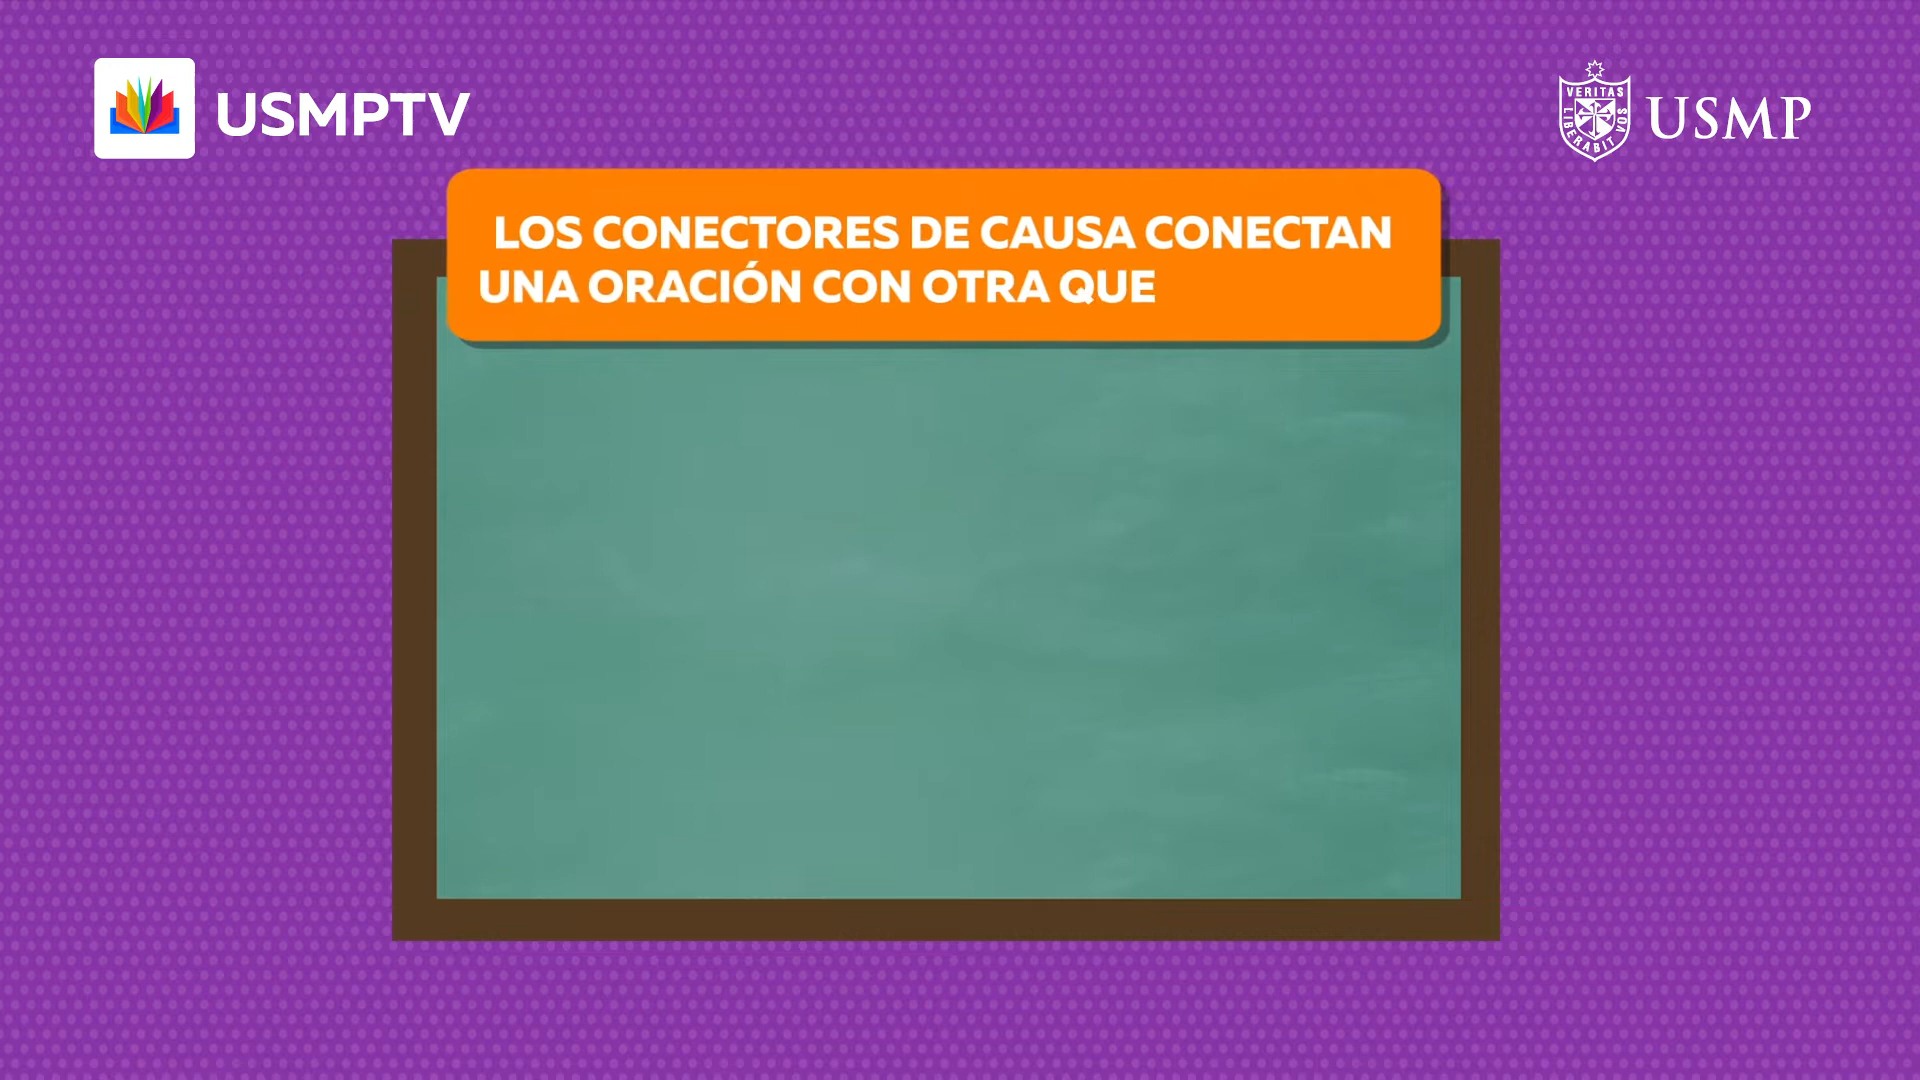 USMPTV
VERITAS
LIBERABIT VOS
USMP
LOS CONECTORES DE CAUSA CONECTAN
UNA ORACIÓN CON OTRA QUE